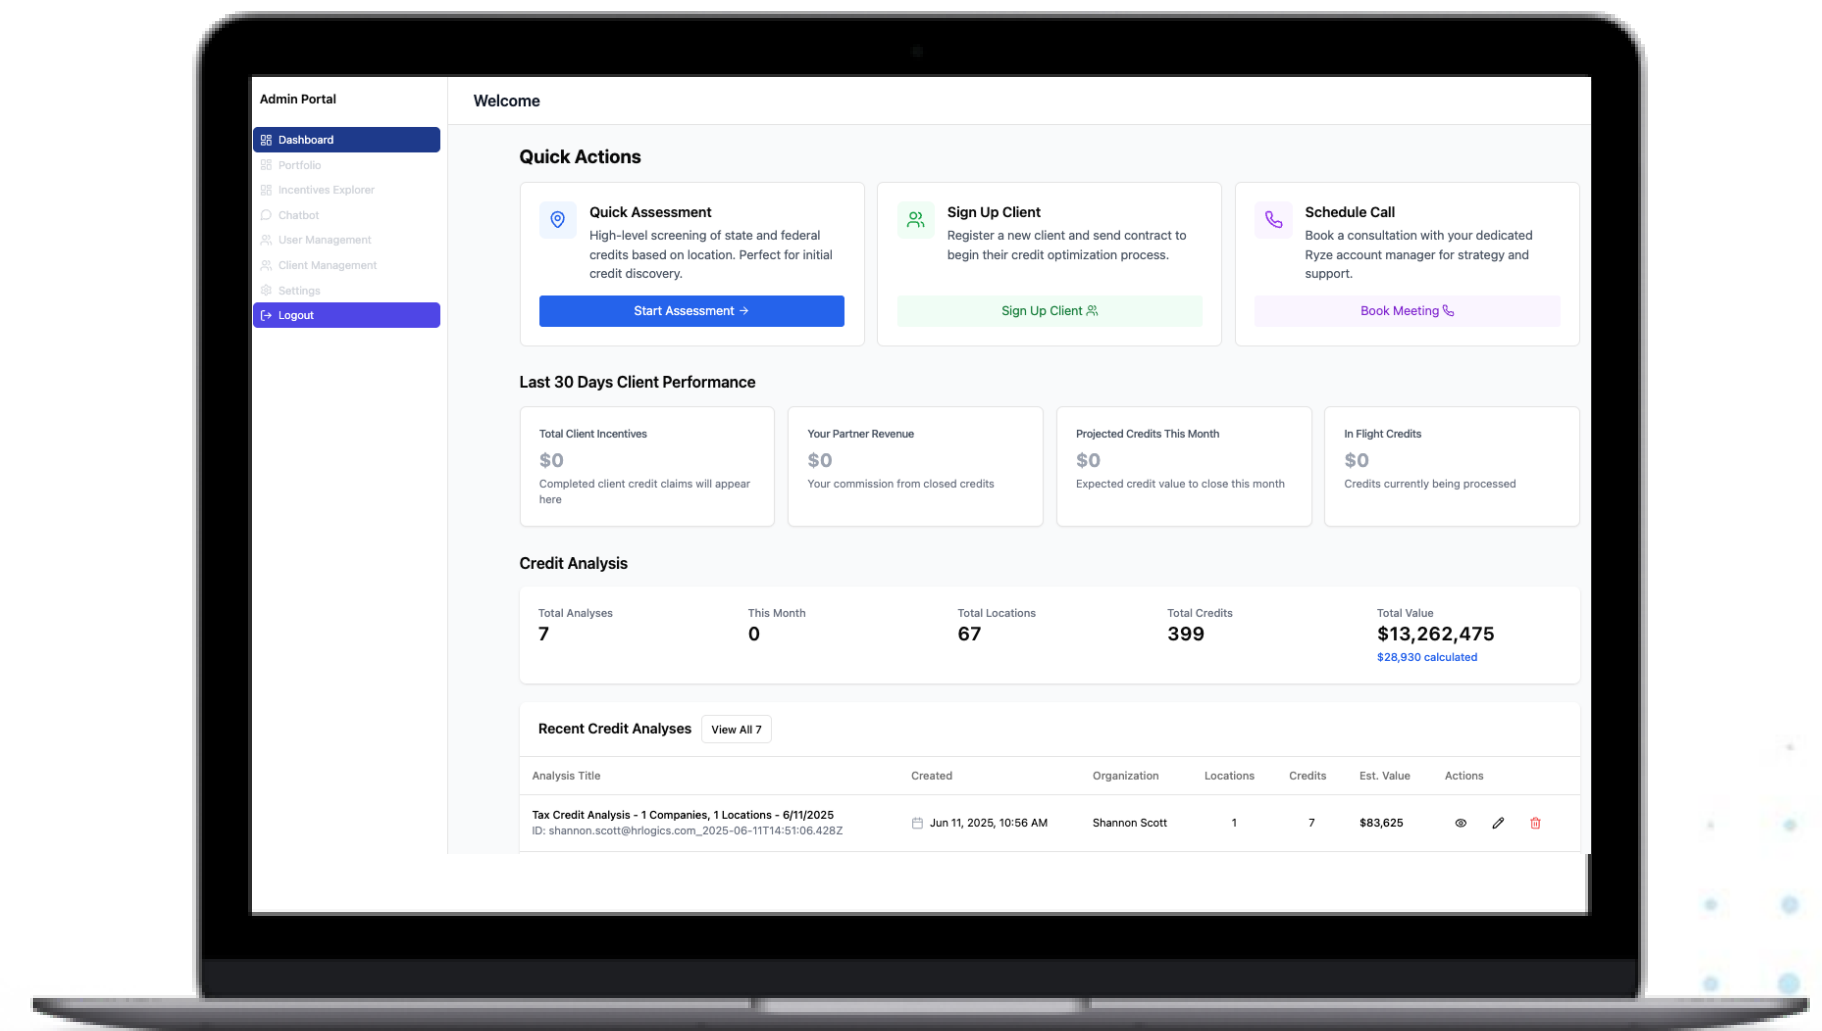 Admin Portal
Welcome
Dashboard
Portfolio
Incentives Explorer
Chatbot
User Management
Client Management
Settings
Logout
Quick Actions
Quick Assessment
High-level screening of state and federal
credits based on location. Perfect for initial
credit discovery.
Start Assessment →
Sign Up Client
Register a new client and send contract to
begin their credit optimization process.
Sign Up Client
Schedule Call
Book a consultation with your dedicated
Ryze account manager for strategy and
support.
Book Meeting
Last 30 Days Client Performance
Total Client Incentives
$0
Completed client credit claims will appear
here
Your Partner Revenue
$0
Your commission from closed credits
Projected Credits This Month
$0
Expected credit value to close this month
In Flight Credits
$0
Credits currently being processed
Credit Analysis
Total Analyses
7
This Month
0
Total Locations
67
Total Credits
399
Total Value
$13,262,475
$28,930 calculated
Recent Credit Analyses View All 7
Analysis Title Created Organization Locations Credits Est. Value Actions
Tax Credit Analysis - 1 Companies, 1 Locations - 6/11/2025
ID: shannon.scott@hrlogics.com_2025-06-11T14:51:06.428Z
Jun 11, 2025, 10:56 AM Shannon Scott 1 7 $83,625